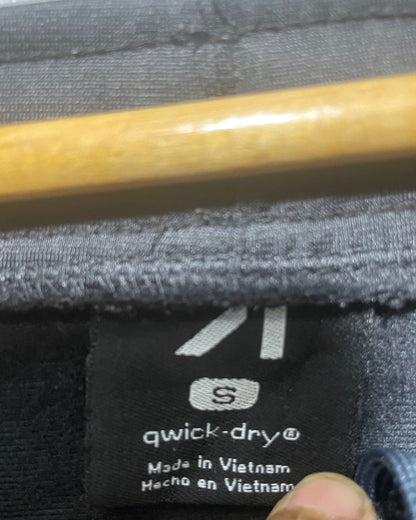 S
qwick-dry®
Made in Vietnam
Hecho en Vietnam